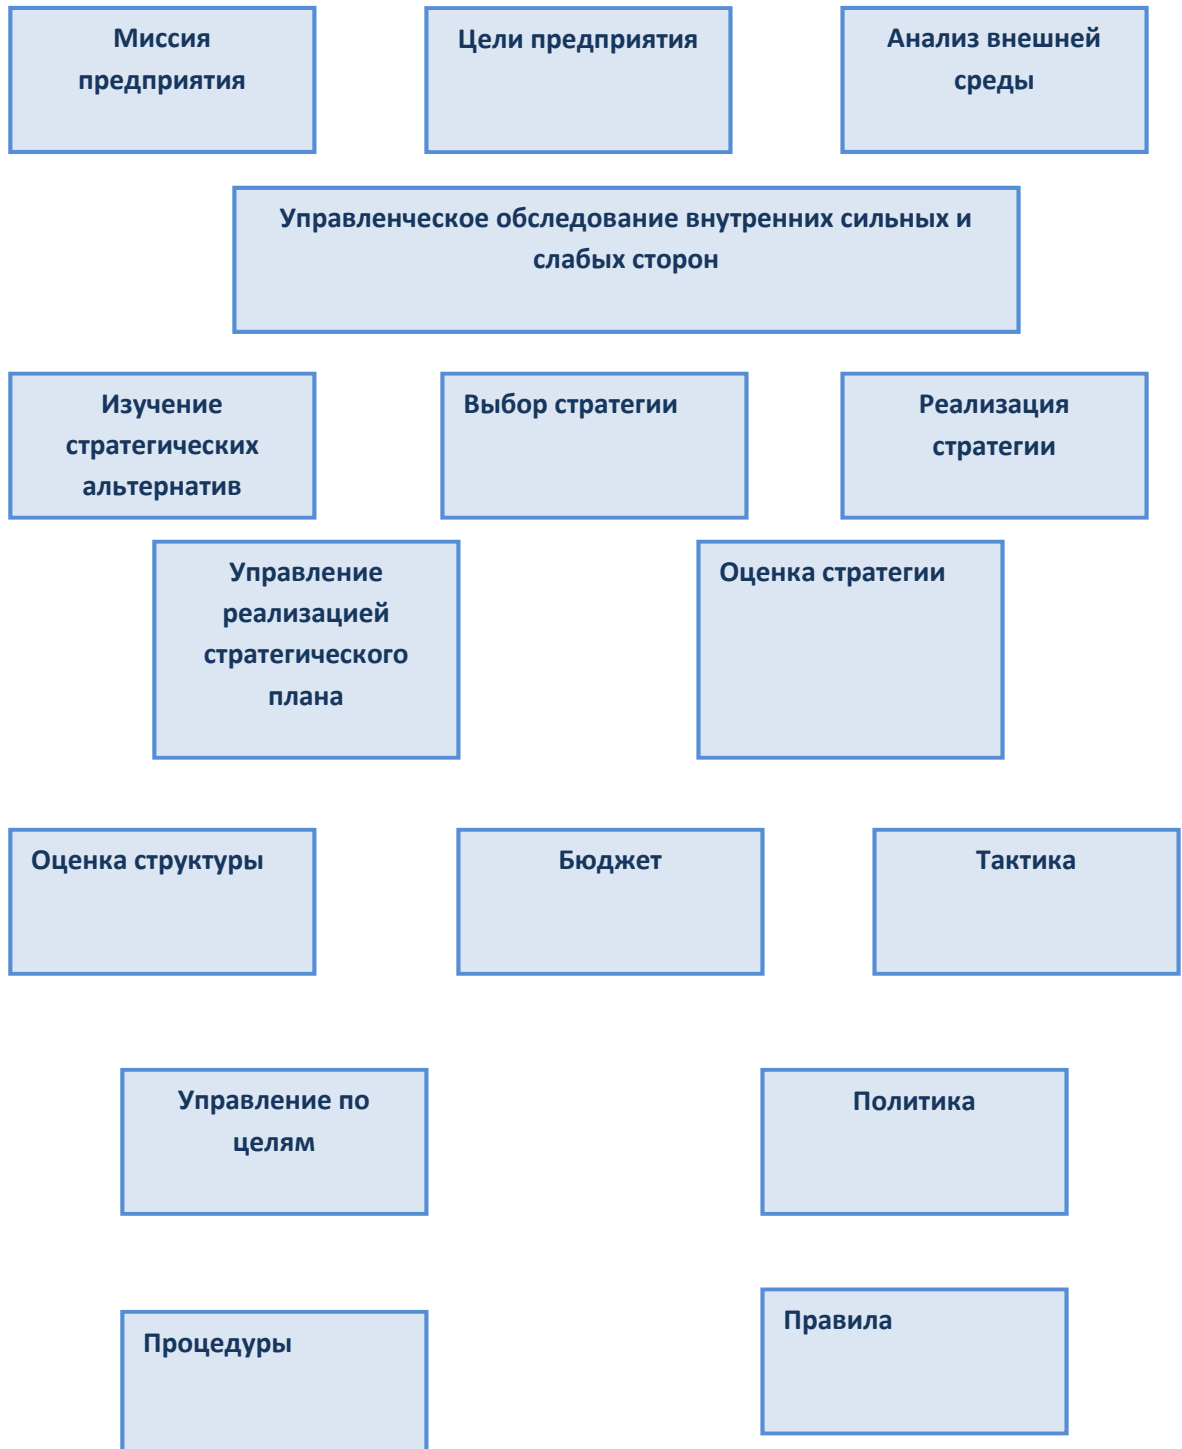 Миссия
предприятия
Цели предприятия
Анализ внешней
среды
Управленческое обследование внутренних сильных и
слабых сторон
Изучение
стратегических
альтернатив
Выбор стратегии
Реализация
стратегии
Управление
реализацией
стратегического
плана
Оценка стратегии
Оценка структуры
Бюджет
Тактика
Управление по
целям
Политика
Процедуры
Правила